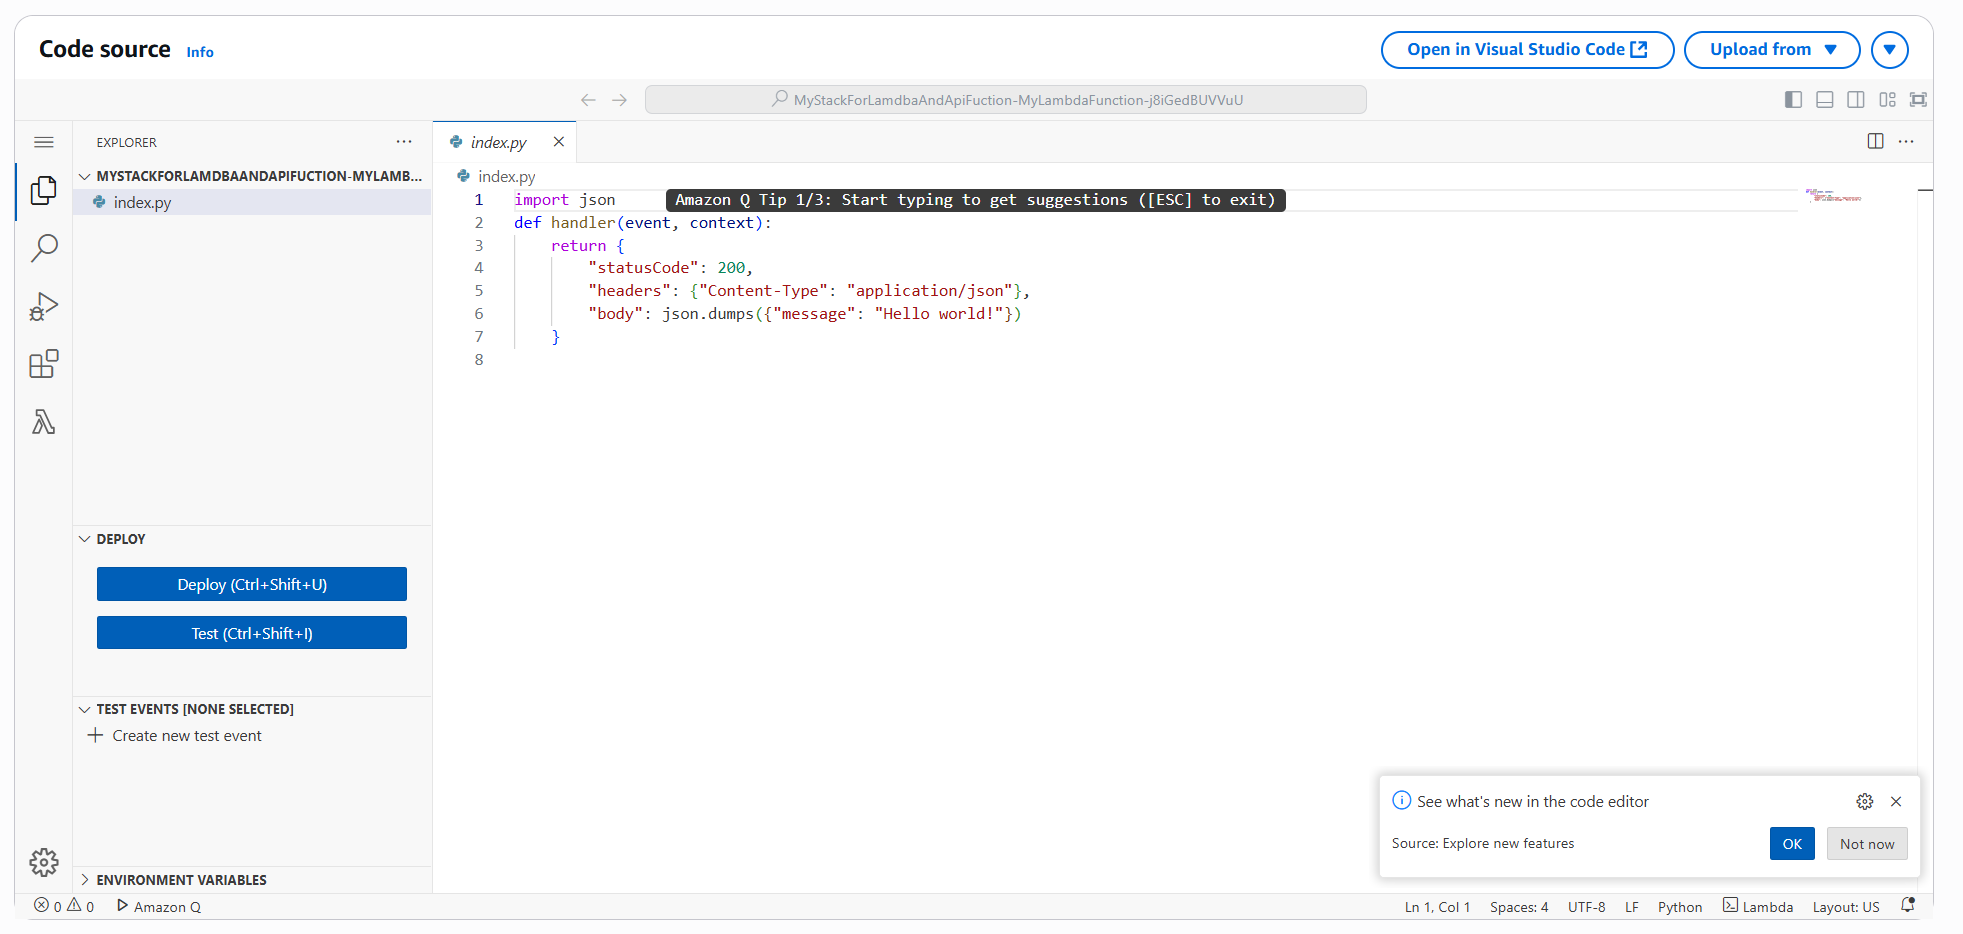 Code source Info
Open in Visual Studio Code
Upload from
MyStackForLamdbaAndApiFuction-MyLambdaFunction-j8iGedBUVVuU
EXPLORER
MYSTACKFORLAMDBAANDAPIFUCTION-MYLAMB...
index.py
DEPLOY
Deploy (Ctrl+Shift+U)
Test (Ctrl+Shift+I)
TEST EVENTS [NONE SELECTED]
Create new test event
ENVIRONMENT VARIABLES
index.py
index.py
1 import json Amazon Q Tip 1/3: Start typing to get suggestions ([ESC] to exit)
2 def handler(event, context):
3     return {
4         "statusCode": 200,
5         "headers": {"Content-Type": "application/json"},
6         "body": json.dumps({"message": "Hello world!"})
7     }
8
See what's new in the code editor
Source: Explore new features
OK
Not now
0 0 Amazon Q
Ln 1, Col 1 Spaces: 4 UTF-8 LF Python Lambda Layout: US